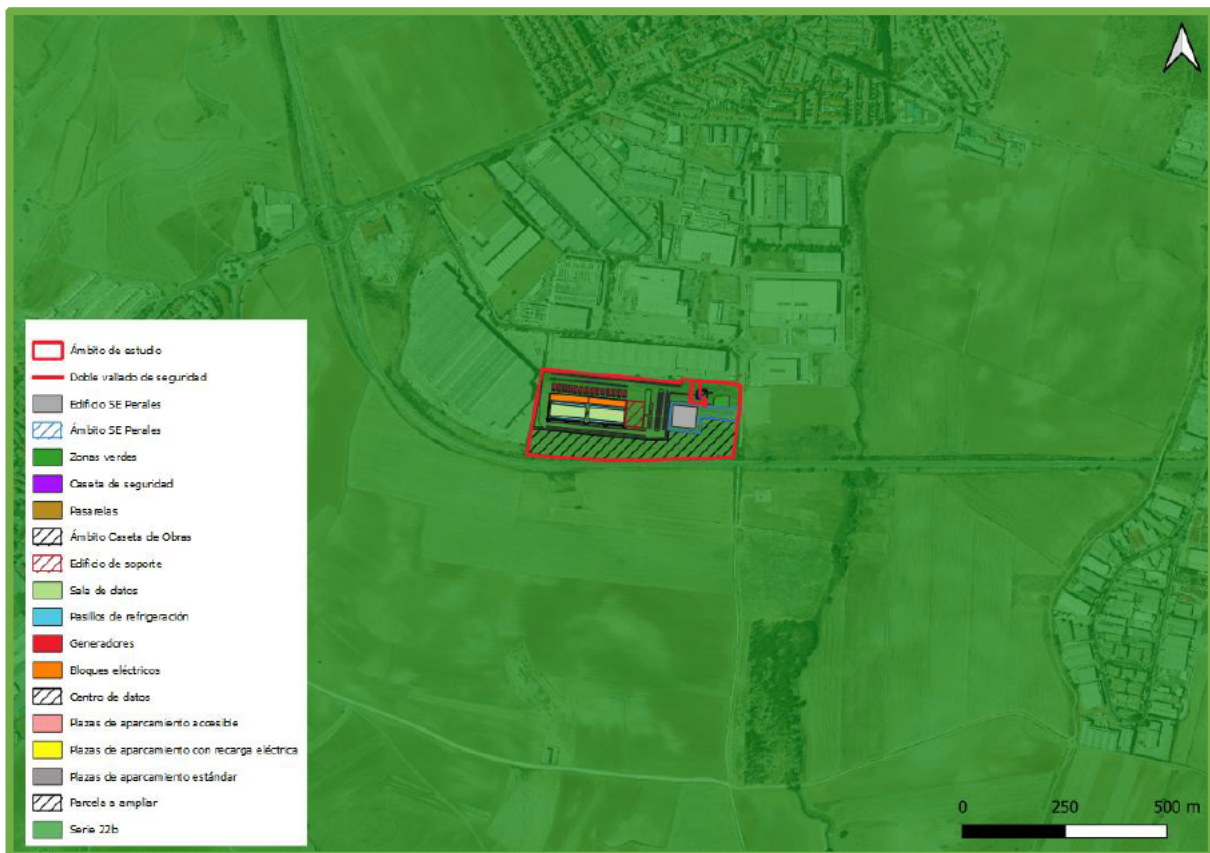 Ámbito de estudio
Doble vallado de seguridad
Edificio SE Perales
Ámbito SE Perales
Zonas verdes
Caseta de seguridad
Pasarelas
Ámbito Caseta de Obras
Edificio de soporte
Sala de datos
Pasillos de refrigeración
Generadores
Bloques eléctricos
Centro de datos
Plazas de aparcamiento accesible
Plazas de aparcamiento con recarga eléctrica
Plazas de aparcamiento estándar
Parcela a ampliar
Serie 22b
0 250 500 m